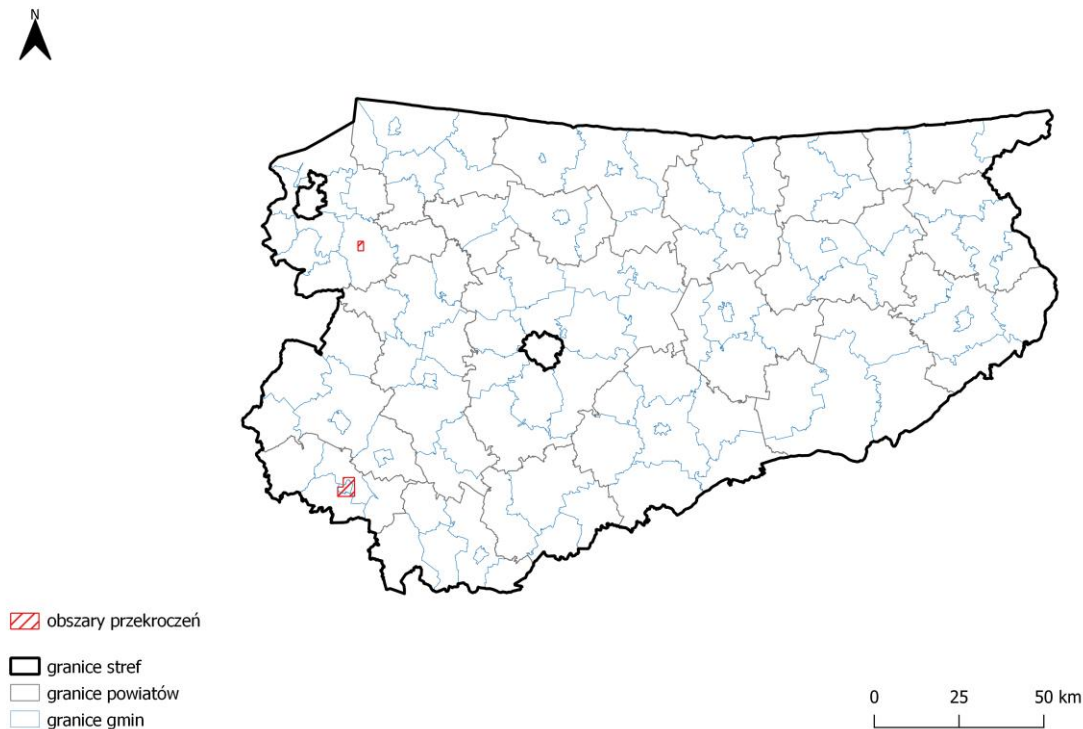 N
obszary przekroczeń
granice stref
granice powiatów
granice gmin
0 25 50 km